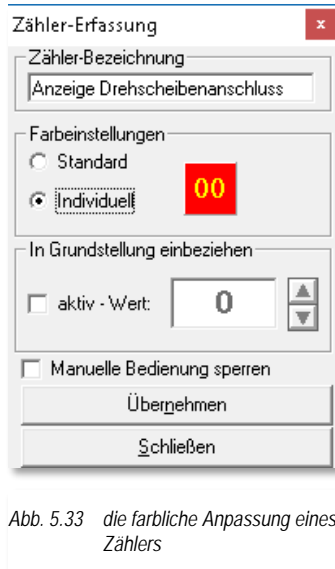 Zähler-Erfassung
x
Zähler-Bezeichnung
Anzeige Drehscheibenanschluss
Farbeinstellungen
Standard
Individuell
00
In Grundstellung einbeziehen
aktiv - Wert:
0
Manuelle Bedienung sperren
Übernehmen
Schließen
Abb. 5.33 die farbliche Anpassung eines
Zählers